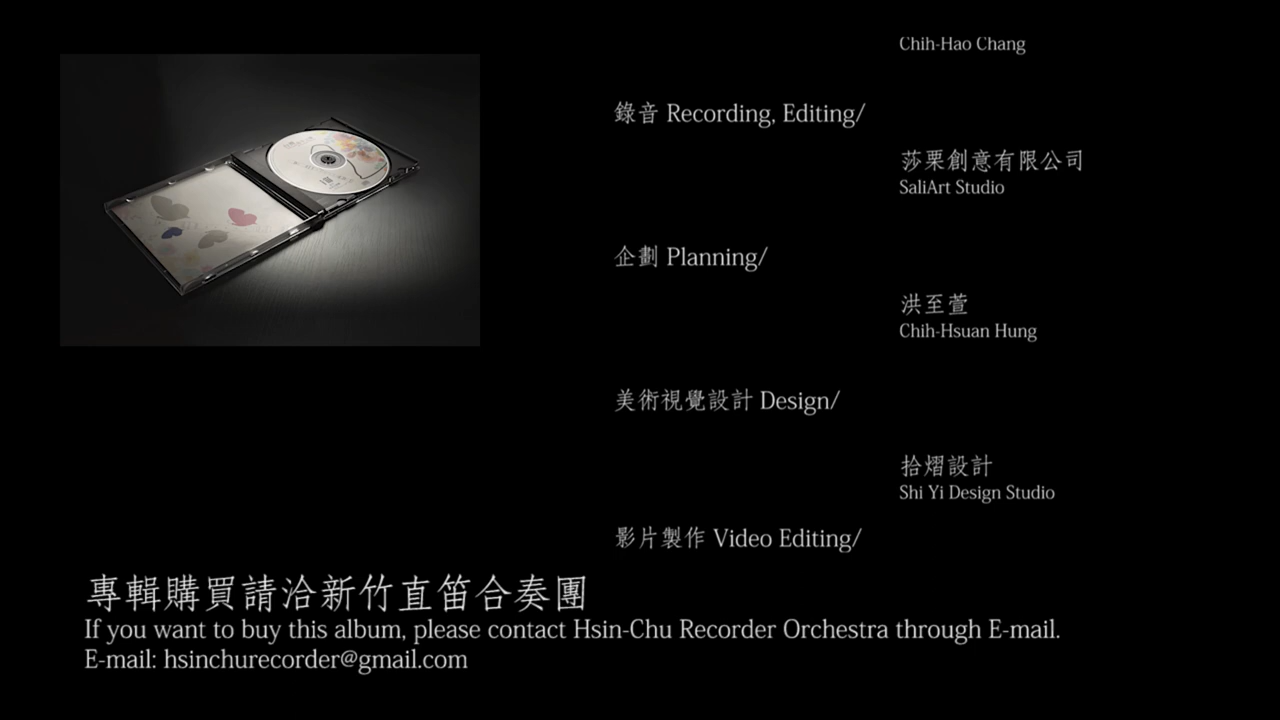 Chih-Hao Chang
錄音 Recording, Editing/
莎栗創意有限公司
SaliArt Studio
企劃 Planning/
洪至萱
Chih-Hsuan Hung
美術視覺設計 Design/
拾熠設計
Shi Yi Design Studio
影片製作 Video Editing/
專輯購買請洽新竹直笛合奏團
If you want to buy this album, please contact Hsin-Chu Recorder Orchestra through E-mail.
E-mail: hsinchurecorder@gmail.com